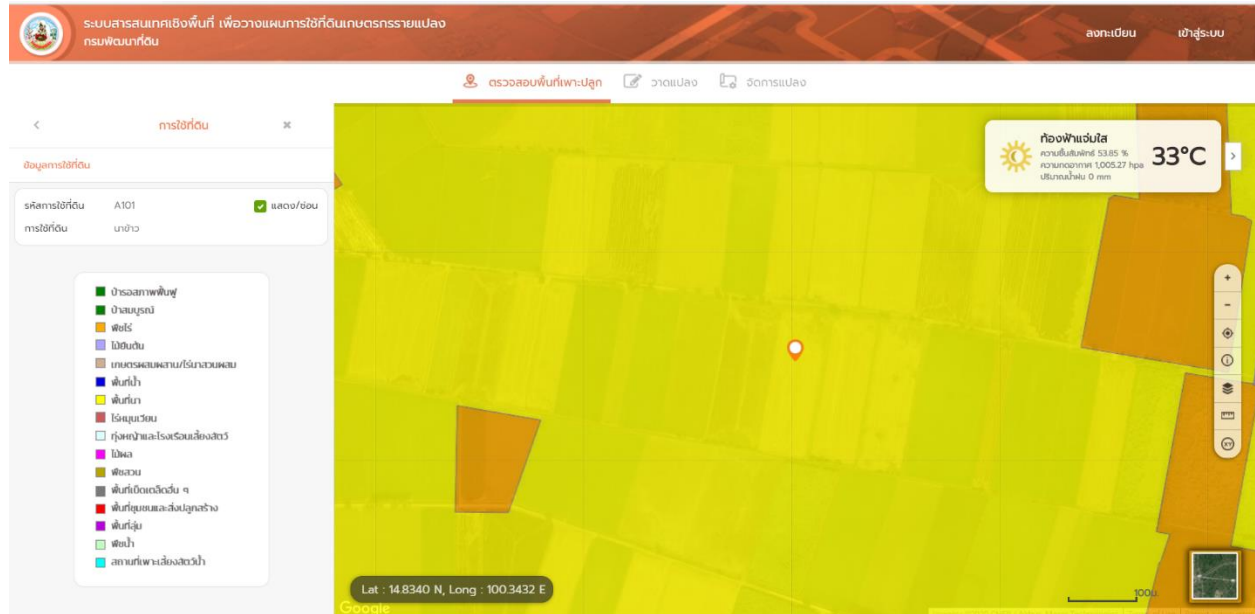 ระบบสารสนเทศเชิงพื้นที่ เพื่อวางแผนการใช้ที่ดินเกษตรกรรายแปลง
กรมพัฒนาที่ดิน
ลงทะเบียน เข้าสู่ระบบ
ตรวจสอบพื้นที่เพาะปลูก วาดแปลง จัดการแปลง
การใช้ที่ดิน
ข้อมูลการใช้ที่ดิน
รหัสการใช้ที่ดิน A101 แสดง/ซ่อน
การใช้ที่ดิน นาข้าว
ป่ารอสภาพฟื้นฟู
ป่าสมบูรณ์
พืชไร่
ไม้ยืนต้น
เกษตรผสมผสาน/ไร่นาสวนผสม
พื้นที่น้ำ
พื้นที่นา
ไร่หมุนเวียน
ทุ่งหญ้าและโรงเรือนเลี้ยงสัตว์
ไม้ผล
พืชสวน
พื้นที่เบ็ดเตล็ดอื่น ๆ
พื้นที่ชุมชนและสิ่งปลูกสร้าง
พื้นที่ลุ่ม
พืชน้ำ
สถานที่เพาะเลี้ยงสัตว์น้ำ
ท้องฟ้าแจ่มใส
ความชื้นสัมพัทธ์ 53.85 %
ความกดอากาศ 1,005.27 hpa
ปริมาณน้ำฝน 0 mm
33°C
XY
Lat : 14.8340 N, Long : 100.3432 E
Google
100ม.